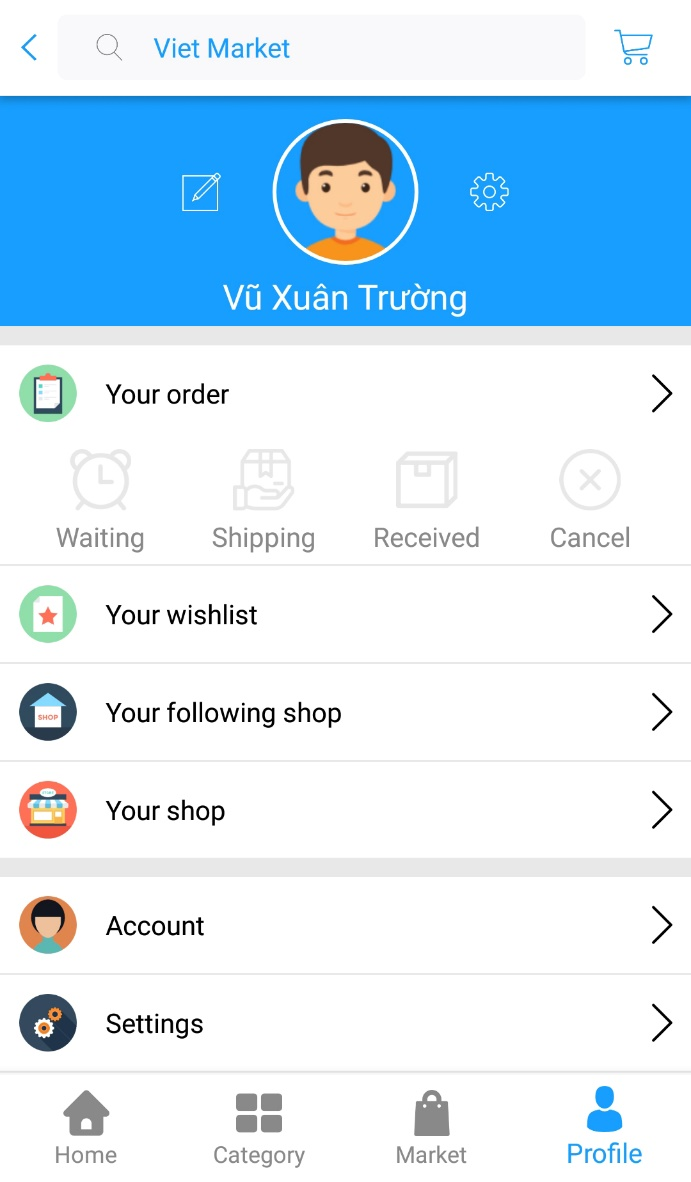 Viet Market
Vũ Xuân Trường
Your order
Waiting Shipping Received Cancel
Your wishlist
SHOP
Your following shop
Your shop
Account
Settings
Home Category Market Profile